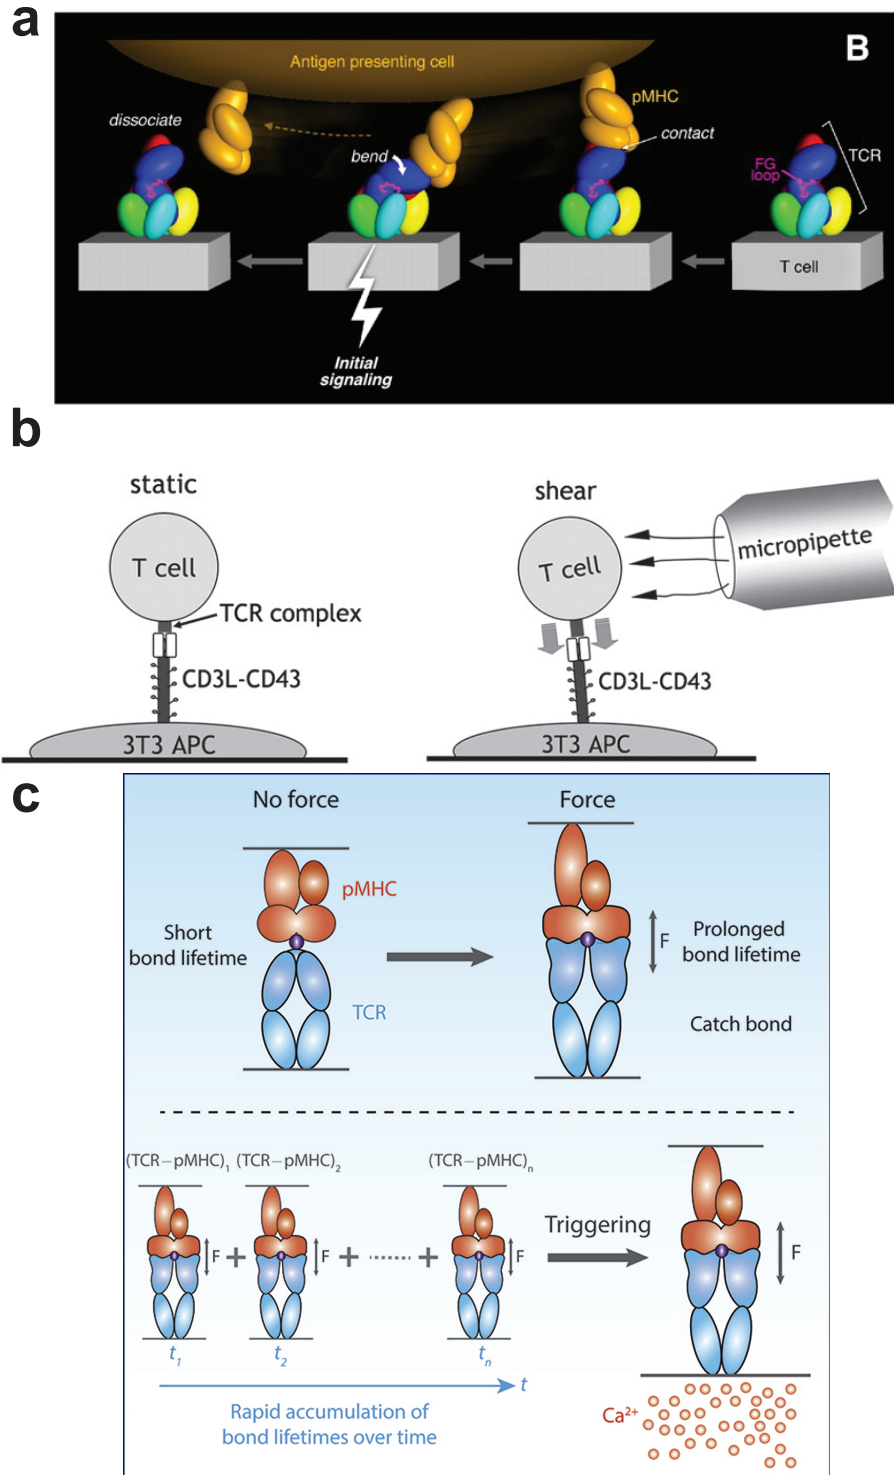 a
B
Antigen presenting cell
pMHC
dissociate
contact
bend
TCR
FG
loop
T cell
Initial
signaling
b
static
shear
T cell
T cell
micropipette
TCR complex
CD3L-CD43
CD3L-CD43
3T3 APC
3T3 APC
c
No force
Force
pMHC
Short
bond lifetime
F
Prolonged
bond lifetime
TCR
Catch bond
(TCR–pMHC)1 (TCR–pMHC)2 (TCR–pMHC)n
Triggering
F + F + ........ + F
F
t1 t2 tn
t
Rapid accumulation of
bond lifetimes over time
Ca2+